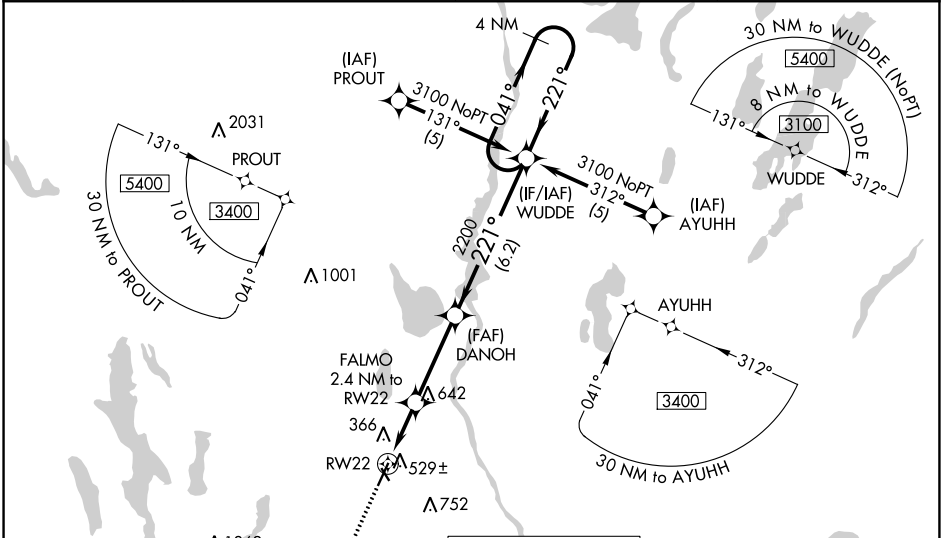 4 NM
(IAF)
PROUT
3100 NoPT
131°
(5)
041°
221°
30 NM to WUDDE (NoPT)
5400
8 NM to WUDDE
3100
131°
WUDDE
312°
2031
131°
PROUT
5400
3400
10 NM
30 NM to PROUT
041°
3100 NoPT
312°
(5)
(IF/IAF)
WUDDE
(IAF)
AYUHH
2200
221°
(6.2)
1001
(FAF)
DANOH
AYUHH
312°
041°
3400
30 NM to AYUHH
FALMO
2.4 NM to
RW22
642
366
RW22
529±
752